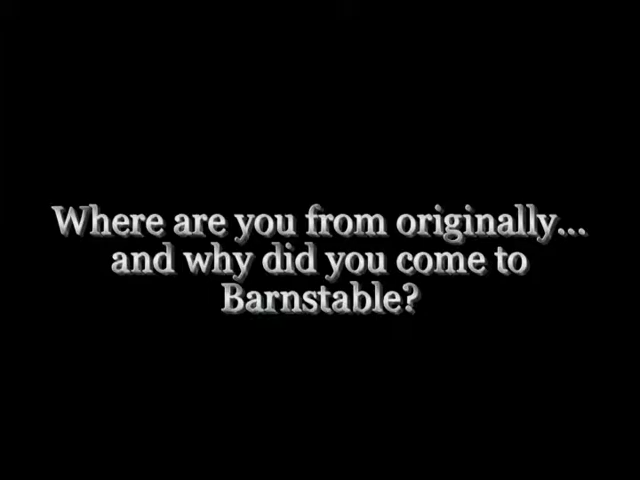 Where are you from originally...
and why did you come to
Barnstable?